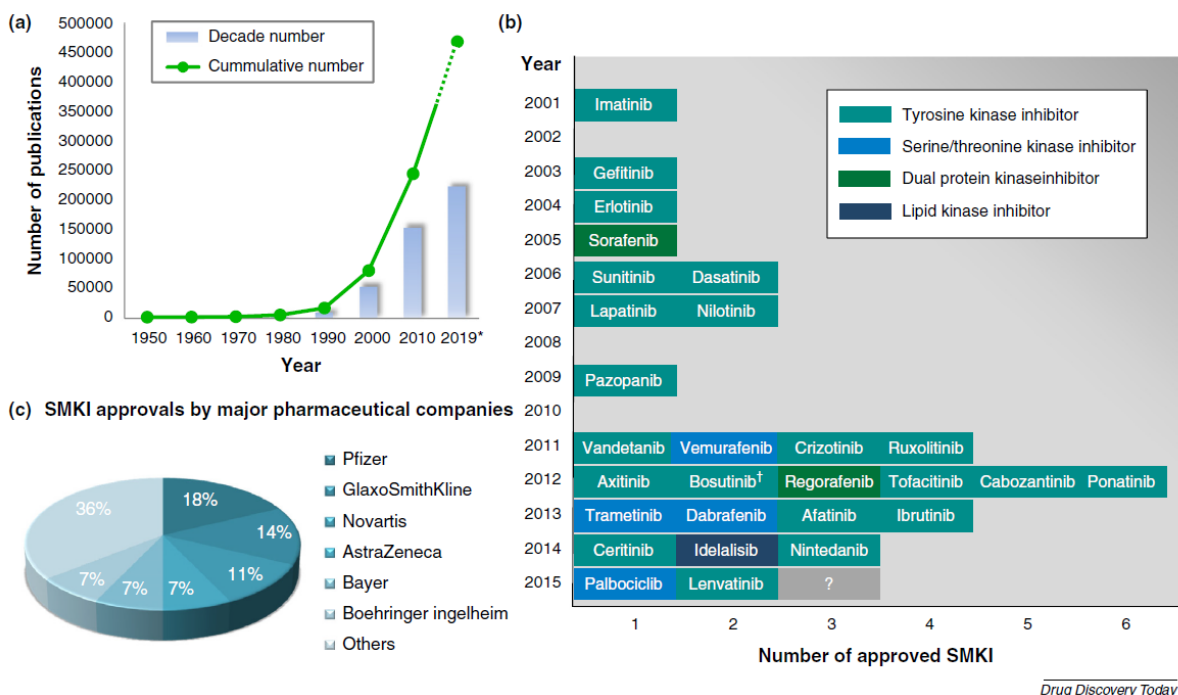 (a)
500000
450000
400000
350000
300000
250000
200000
150000
100000
50000
0
Number of publications
Decade number
Cummulative number
1950 1960 1970 1980 1990 2000 2010 2019*
Year
(b)
Year
2001 Imatinib
2002
2003 Gefitinib
2004 Erlotinib
2005 Sorafenib
2006 Sunitinib Dasatinib
2007 Lapatinib Nilotinib
2008
2009 Pazopanib
2010
2011 Vandetanib Vemurafenib Crizotinib Ruxolitinib
2012 Axitinib Bosutinib† Regorafenib Tofacitinib Cabozantinib Ponatinib
2013 Trametinib Dabrafenib Afatinib Ibrutinib
2014 Ceritinib Idelalisib Nintedanib
2015 Palbociclib Lenvatinib ?
1 2 3 4 5 6
Number of approved SMKI
Tyrosine kinase inhibitor
Serine/threonine kinase inhibitor
Dual protein kinaseinhibitor
Lipid kinase inhibitor
(c) SMKI approvals by major pharmaceutical companies
18%
14%
11%
7%
7%
7%
36%
Pfizer
GlaxoSmithKline
Novartis
AstraZeneca
Bayer
Boehringer ingelheim
Others
Drug Discovery Today